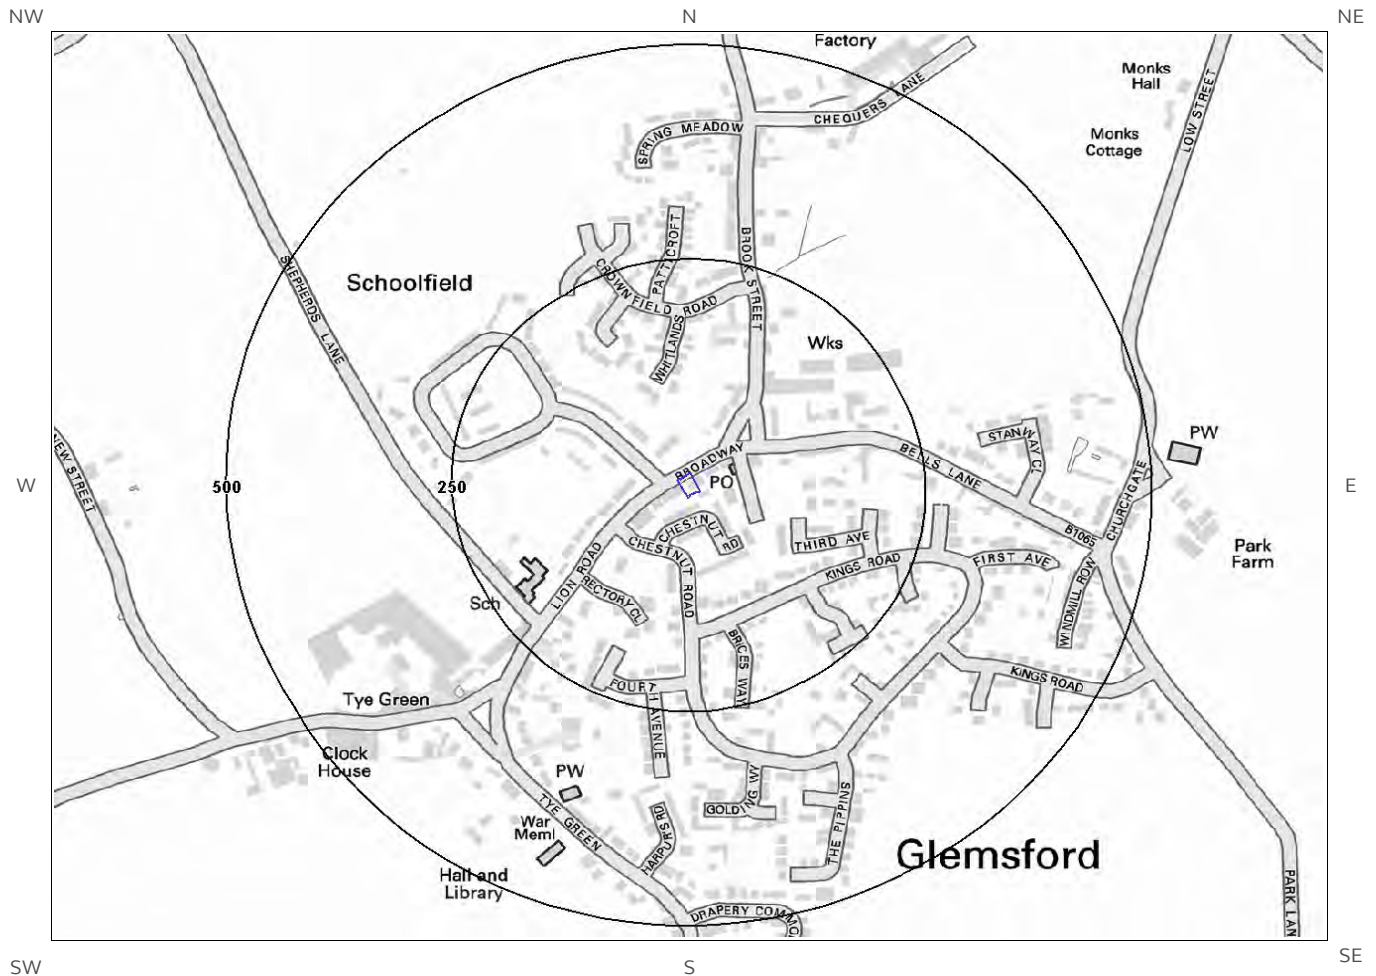 NW
N
NE
Factory
Monks
Hall
CHEQUERS LANE
SPRING MEADOW
LOW STREET
Monks
Cottage
PATTICROFT
BROOK STREET
CROWNFIELD ROAD
SHEPHERDS LANE
Schoolfield
WHITLANDS
Wks
STANWAY CL
PW
BROADWAY
BELLS LANE
NEW STREET
W
500
250
PO
E
CHURCHGATE
B1065
CHESTNUT RD
THIRD AVE
CHESTNUT ROAD
LION ROAD
KINGS ROAD
FIRST AVE
Park
Farm
RECTORY CL
Sch
WINDMILL ROW
BRICES WAY
FOURTH AVENUE
KINGS ROAD
Tye Green
Clock
House
PW
GOLDING WY
TYE GREEN
War
Meml
HARPURS RD
THE PIPPINS
Glemsford
Hall and
Library
PARK LAN
DRAPERY COMMO
SW
S
SE